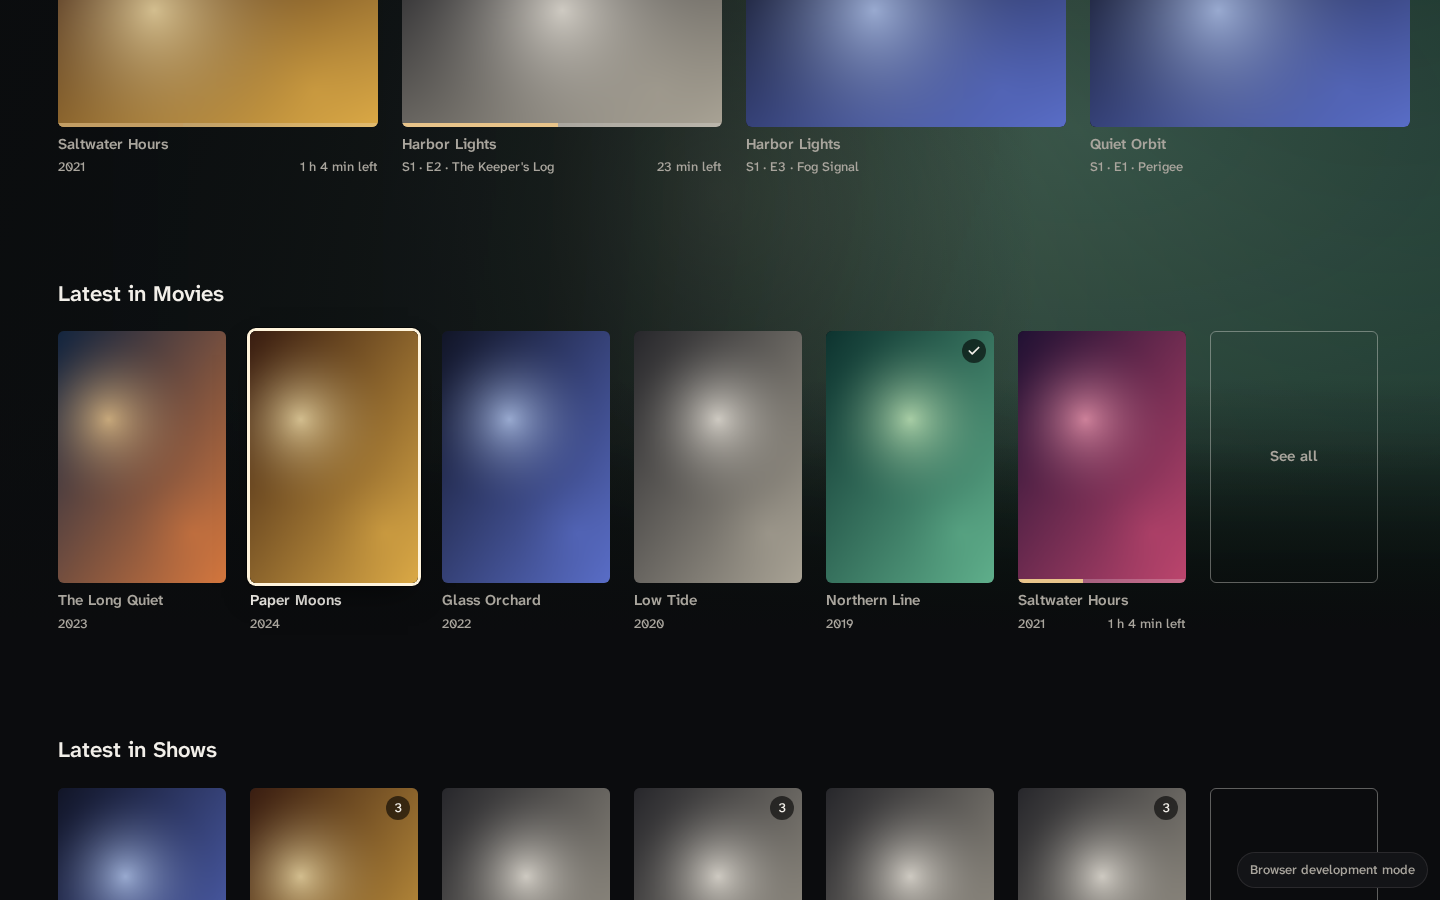 Saltwater Hours
2021
1 h 4 min left
Harbor Lights
S1 · E2 · The Keeper's Log
23 min left
Harbor Lights
S1 · E3 · Fog Signal
Quiet Orbit
S1 · E1 · Perigee
Latest in Movies
See all
The Long Quiet
2023
Paper Moons
2024
Glass Orchard
2022
Low Tide
2020
Northern Line
2019
Saltwater Hours
2021
1 h 4 min left
Latest in Shows
3
3
3
Browser development mode